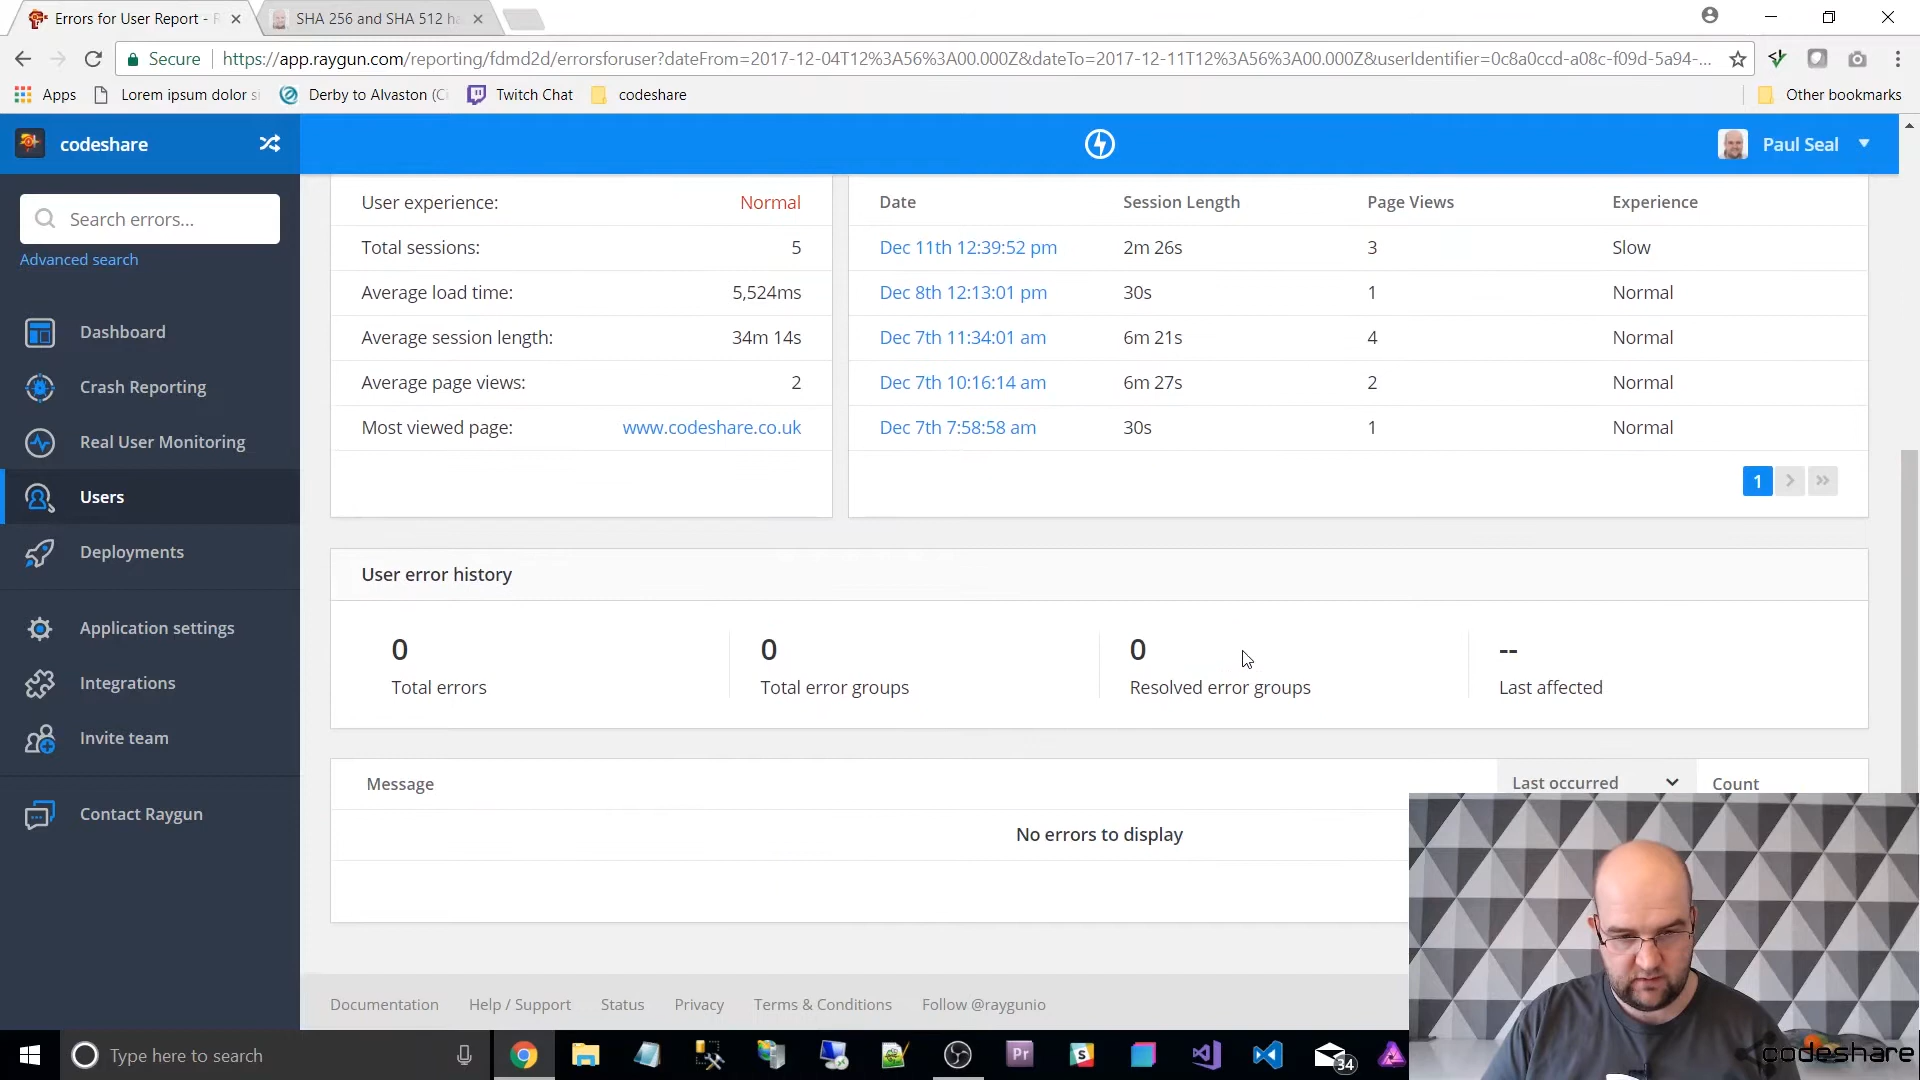 Errors for User Report - R
SHA 256 and SHA 512 ha
Secure
https://app.raygun.com/reporting/fdmd2d/errorsforuser?dateFrom=2017-12-04T12%3A56%3A00.000Z&dateTo=2017-12-11T12%3A56%3A00.000Z&userIdentifier=0c8a0ccd-a08c-f09d-5a94-...
Apps
Lorem ipsum dolor si
Derby to Alvaston (Ci
Twitch Chat
codeshare
Other bookmarks
codeshare
Paul Seal
Search errors...
Advanced search
Dashboard
Crash Reporting
Real User Monitoring
Users
Deployments
Application settings
Integrations
Invite team
Contact Raygun
User experience: Normal
Total sessions: 5
Average load time: 5,524ms
Average session length: 34m 14s
Average page views: 2
Most viewed page: www.codeshare.co.uk
Date Session Length Page Views Experience
Dec 11th 12:39:52 pm 2m 26s 3 Slow
Dec 8th 12:13:01 pm 30s 1 Normal
Dec 7th 11:34:01 am 6m 21s 4 Normal
Dec 7th 10:16:14 am 6m 27s 2 Normal
Dec 7th 7:58:58 am 30s 1 Normal
1
User error history
0 0 0 --
Total errors Total error groups Resolved error groups Last affected
Message Last occurred Count
No errors to display
Documentation Help / Support Status Privacy Terms & Conditions Follow @raygunio
Type here to search
Pr
S
34
codeshare